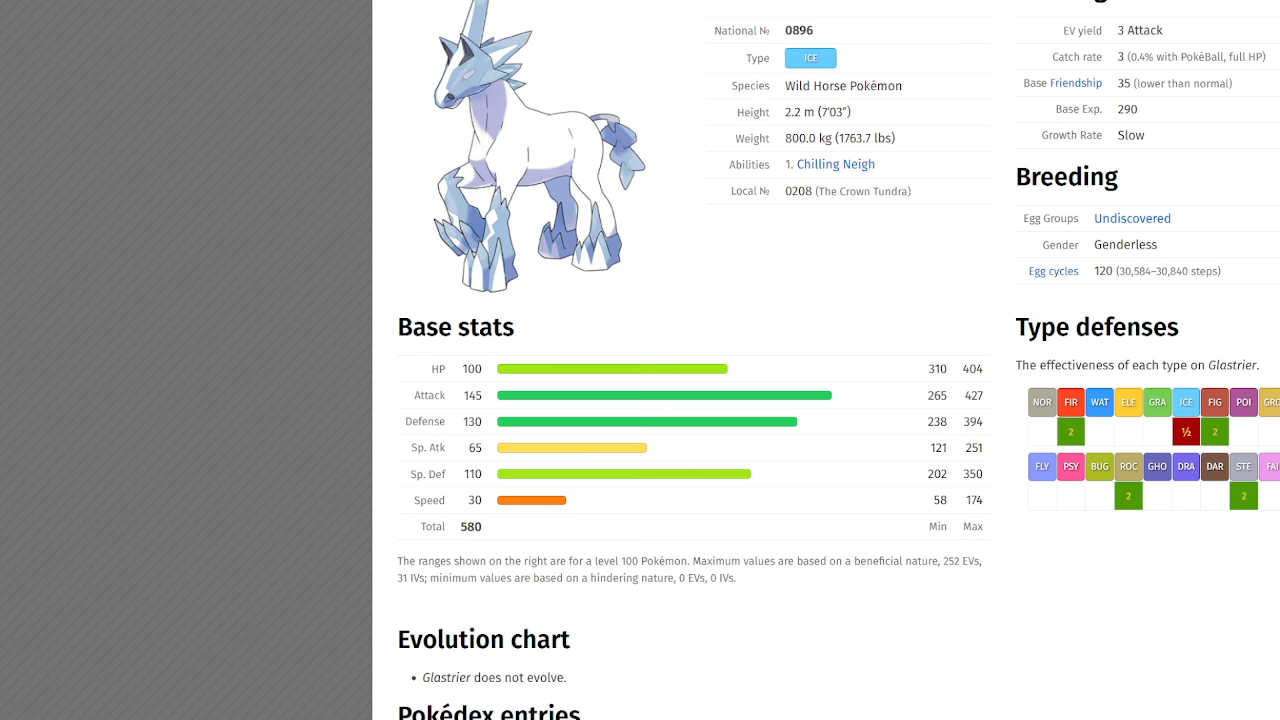 National № 0896
Type ICE
Species Wild Horse Pokémon
Height 2.2 m (7′03″)
Weight 800.0 kg (1763.7 lbs)
Abilities 1. Chilling Neigh
Local № 0208 (The Crown Tundra)
EV yield 3 Attack
Catch rate 3 (0.4% with PokéBall, full HP)
Base Friendship 35 (lower than normal)
Base Exp. 290
Growth Rate Slow
Breeding
Egg Groups Undiscovered
Gender Genderless
Egg cycles 120 (30,584–30,840 steps)
Base stats
HP 100 310 404
Attack 145 265 427
Defense 130 238 394
Sp. Atk 65 121 251
Sp. Def 110 202 350
Speed 30 58 174
Total 580 Min Max
The ranges shown on the right are for a level 100 Pokémon. Maximum values are based on a beneficial nature, 252 EVs,
31 IVs; minimum values are based on a hindering nature, 0 EVs, 0 IVs.
Type defenses
The effectiveness of each type on Glastrier.
NOR FIR WAT ELE GRA ICE FIG POI GRO
2 ½ 2
FLY PSY BUG ROC GHO DRA DAR STE FAI
2 2
Evolution chart
• Glastrier does not evolve.
Pokédex entries